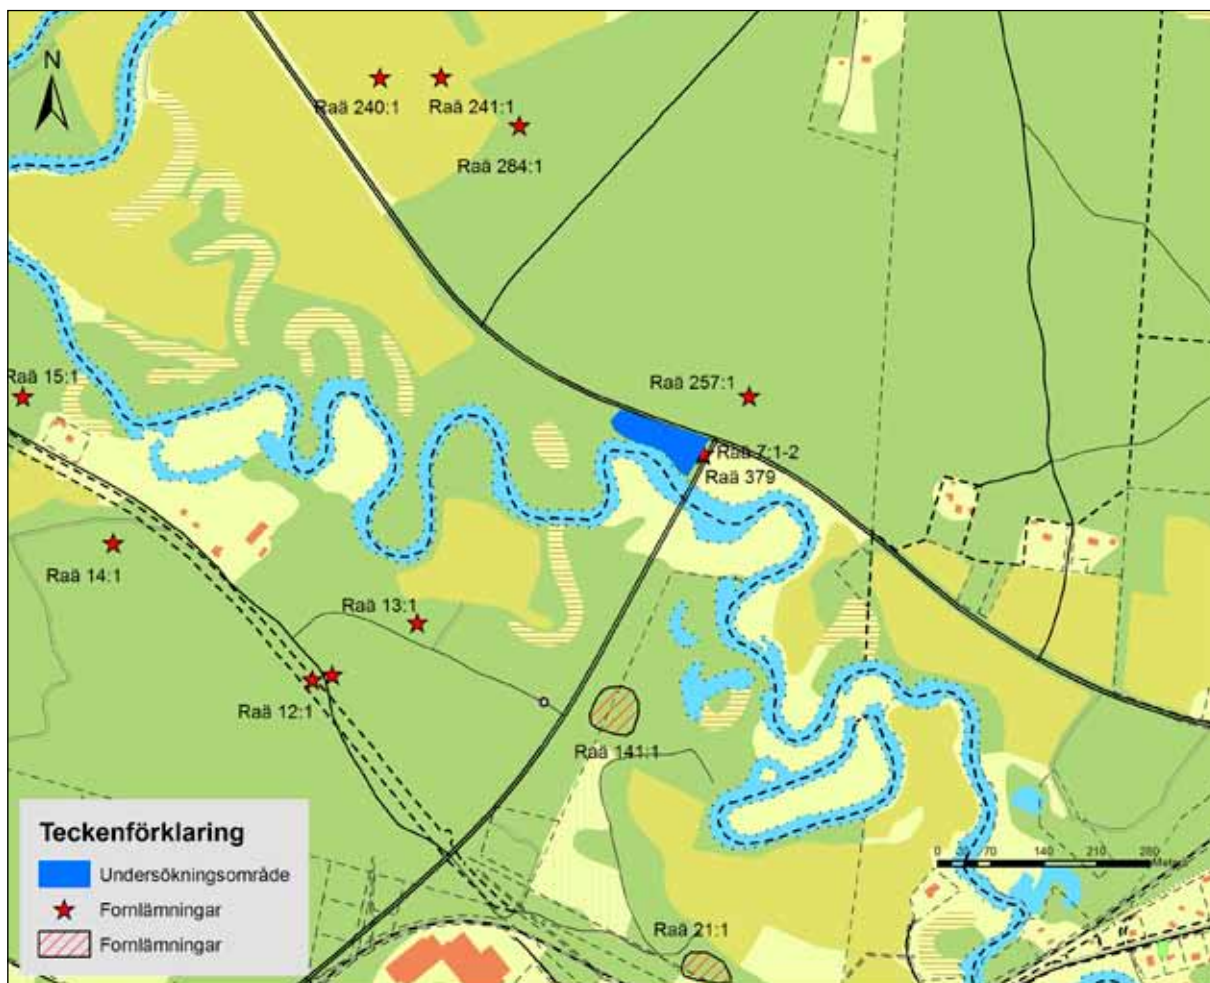 N
Raä 240:1
Raä 241:1
Raä 284:1
Raä 15:1
Raä 257:1
Raä 7:1-2
Raä 379
Raä 14:1
Raä 13:1
Raä 12:1
Raä 141:1
Raä 21:1
0 35 70 140 210 280
Meters
Teckenförklaring
Undersökningsområde
Fornlämningar
Fornlämningar